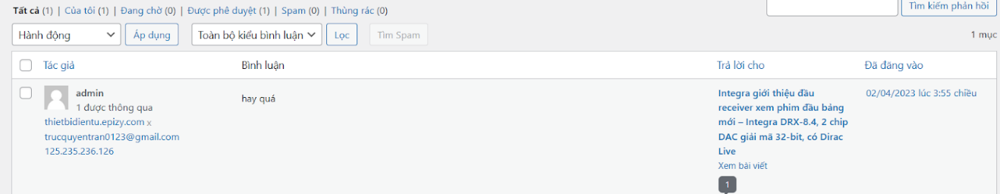 Tất cả (1) | Của tôi (1) | Đang chờ (0) | Được phê duyệt (1) | Spam (0) | Thùng rác (0)
Tìm kiếm phản hồi
Hành động Áp dụng Toàn bộ kiểu bình luận Lọc Tìm Spam
1 mục
Tác giả Bình luận Trả lời cho Đã đăng vào
admin
1 được thông qua
thietbidientu.epizy.com x
trucquyentran0123@gmail.com
125.235.236.126
hay quá
Integra giới thiệu đầu
receiver xem phim đầu bảng
mới – Integra DRX-8.4, 2 chip
DAC giải mã 32-bit, có Dirac
Live
Xem bài viết
1
02/04/2023 lúc 3:55 chiều